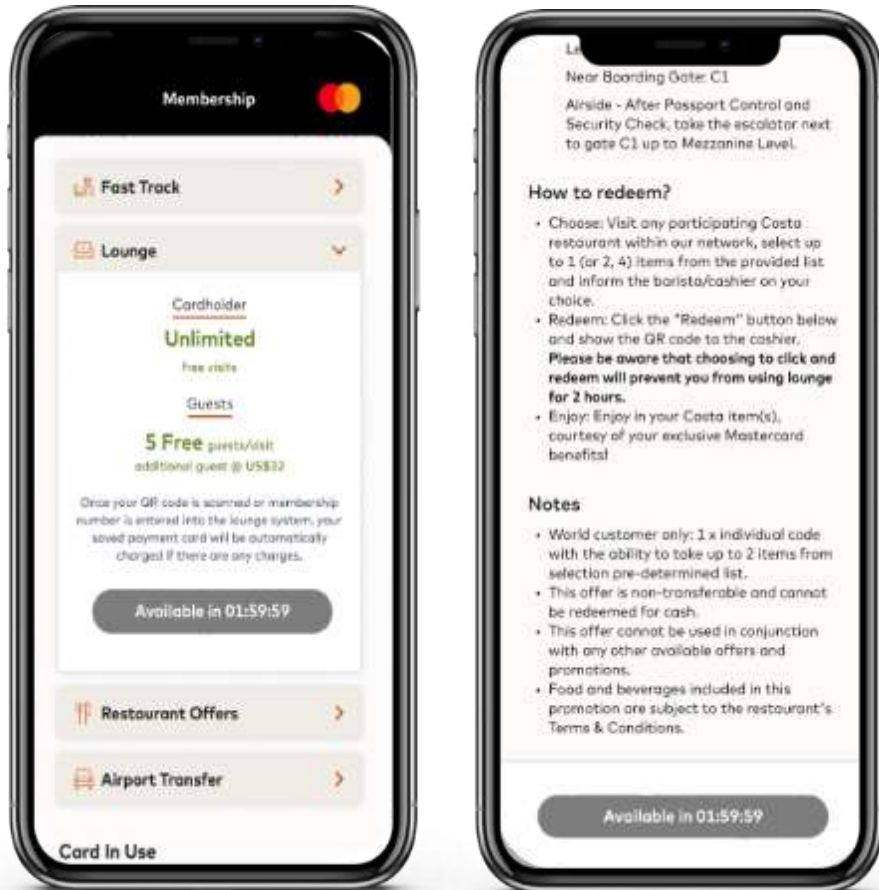 Membership
Fast Track
Lounge
Cardholder
Unlimited
free visits
Guests
5 Free guests/visit
additional guest @ US$32
Once your QR code is scanned or membership
number is entered into the lounge system, your
saved payment card will be automatically
charged if there are any charges.
Available in 01:59:59
Restaurant Offers
Airport Transfer
Card In Use
Near Boarding Gate: C1
Airside - After Passport Control and
Security Check, take the escalator next
to gate C1 up to Mezzanine Level.
How to redeem?
• Choose: Visit any participating Costa
restaurant within our network, select up
to 1 (or 2, 4) items from the provided list
and inform the barista/cashier on your
choice.
• Redeem: Click the "Redeem" button below
and show the QR code to the cashier.
Please be aware that choosing to click and
redeem will prevent you from using lounge
for 2 hours.
• Enjoy: Enjoy in your Costa item(s),
courtesy of your exclusive Mastercard
benefits!
Notes
• World customer only: 1 x individual code
with the ability to take up to 2 items from
selection pre-determined list.
• This offer is non-transferable and cannot
be redeemed for cash.
• This offer cannot be used in conjunction
with any other available offers and
promotions.
• Food and beverages included in this
promotion are subject to the restaurant's
Terms & Conditions.
Available in 01:59:59